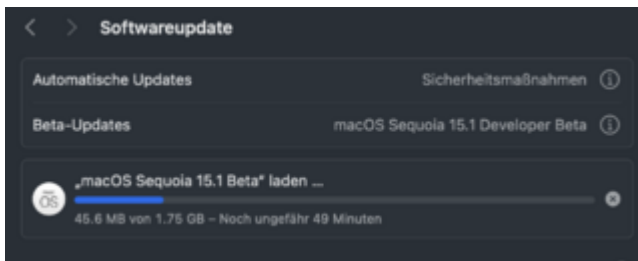 Softwareupdate
Automatische Updates Sicherheitsmaßnahmen
Beta-Updates macOS Sequoia 15.1 Developer Beta
„macOS Sequoia 15.1 Beta“ laden ...
macOS
45.6 MB von 1.75 GB – Noch ungefähr 49 Minuten